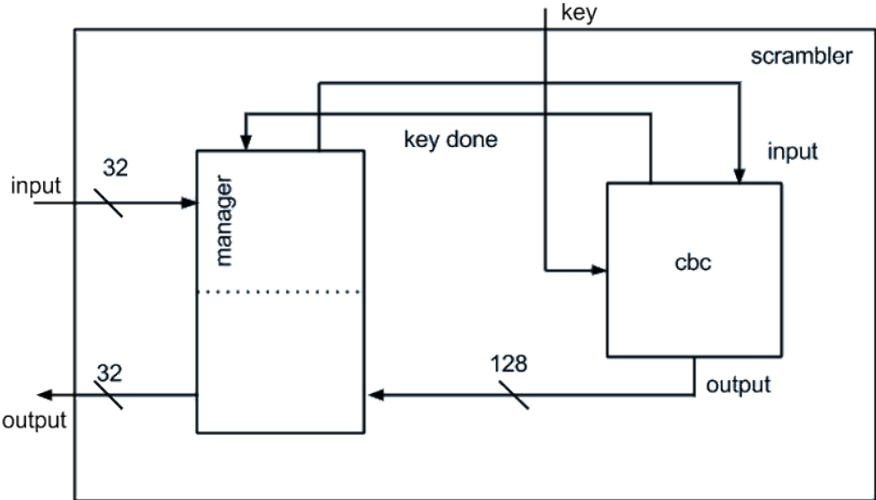 key
scrambler
key done
input
32
input
manager
cbc
128
32
output
output